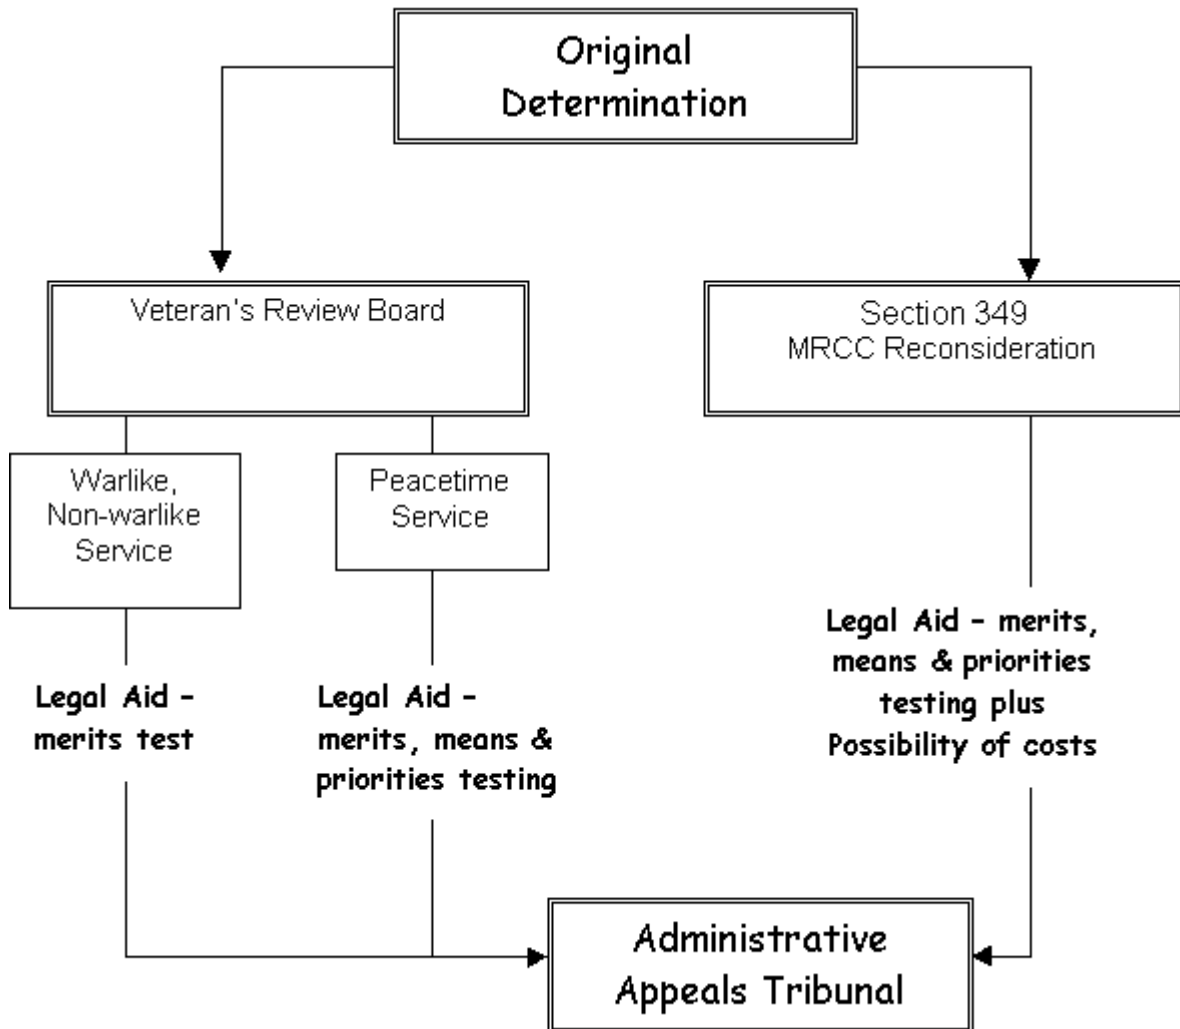 Original
Determination
Veteran's Review Board
Section 349
MRCC Reconsideration
Warlike,
Non-warlike
Service
Peacetime
Service
Legal Aid –
merits test
Legal Aid –
merits, means &
priorities testing
Legal Aid – merits,
means & priorities
testing plus
Possibility of costs
Administrative
Appeals Tribunal